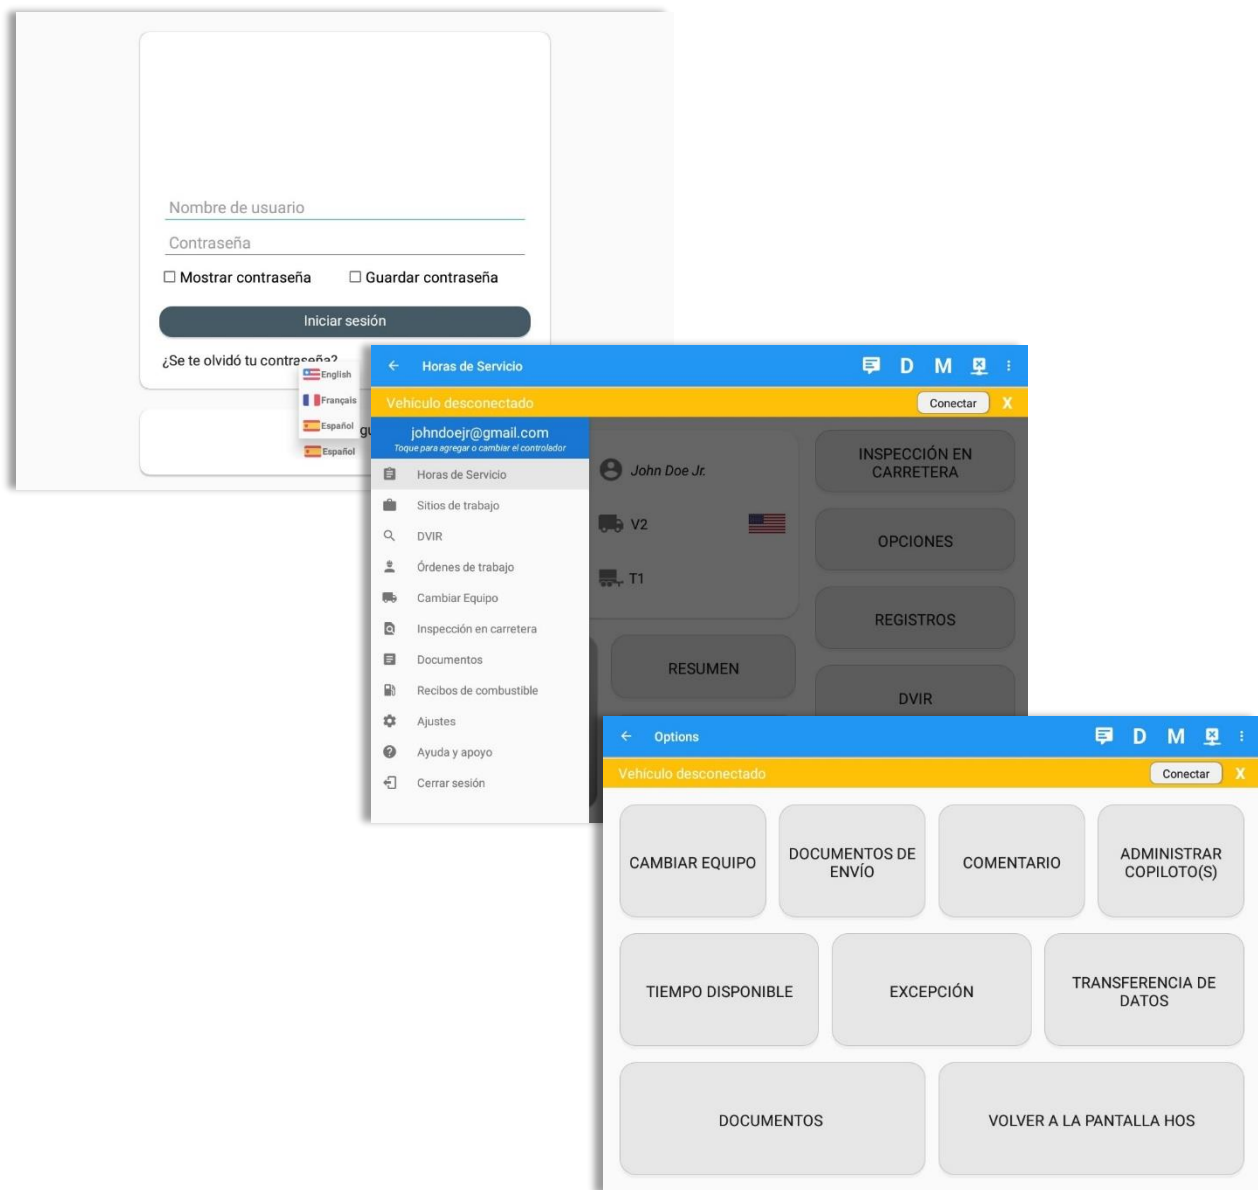 Nombre de usuario
Contraseña
Mostrar contraseña
Guardar contraseña
Iniciar sesión
¿Se te olvidó tu contraseña?
English
Français
Español
Español
Horas de Servicio
D M
Vehículo desconectado
Conectar
X
johndoejr@gmail.com
Toque para agregar o cambiar el controlador
Horas de Servicio
Sitios de trabajo
DVIR
Órdenes de trabajo
Cambiar Equipo
Inspección en carretera
Documentos
Recibos de combustible
Ajustes
Ayuda y apoyo
Cerrar sesión
John Doe Jr.
V2
T1
RESUMEN
INSPECCIÓN EN
CARRETERA
OPCIONES
REGISTROS
DVIR
Options
D M
Vehículo desconectado
Conectar
X
CAMBIAR EQUIPO
DOCUMENTOS DE
ENVÍO
COMENTARIO
ADMINISTRAR
COPILOTO(S)
TIEMPO DISPONIBLE
EXCEPCIÓN
TRANSFERENCIA DE
DATOS
DOCUMENTOS
VOLVER A LA PANTALLA HOS